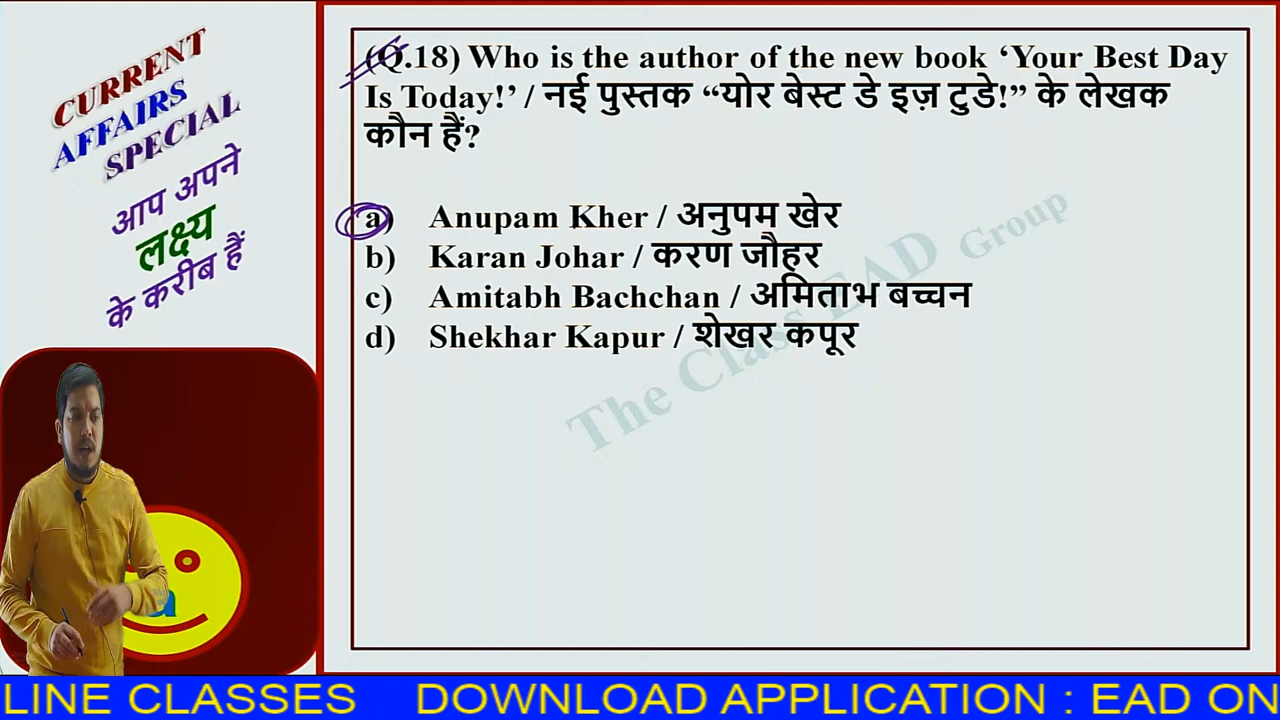 CURRENT
AFFAIRS
SPECIAL
आप अपने
लक्ष्य
के करीब हैं
(Q.18) Who is the author of the new book ‘Your Best Day
Is Today!’ / नई पुस्तक “योर बेस्ट डे इज़ टुडे!” के लेखक
कौन हैं?
a) Anupam Kher / अनुपम खेर
b) Karan Johar / करण जौहर
c) Amitabh Bachchan / अमिताभ बच्चन
d) Shekhar Kapur / शेखर कपूर
The Class EAD Group
LINE CLASSES DOWNLOAD APPLICATION : EAD ON